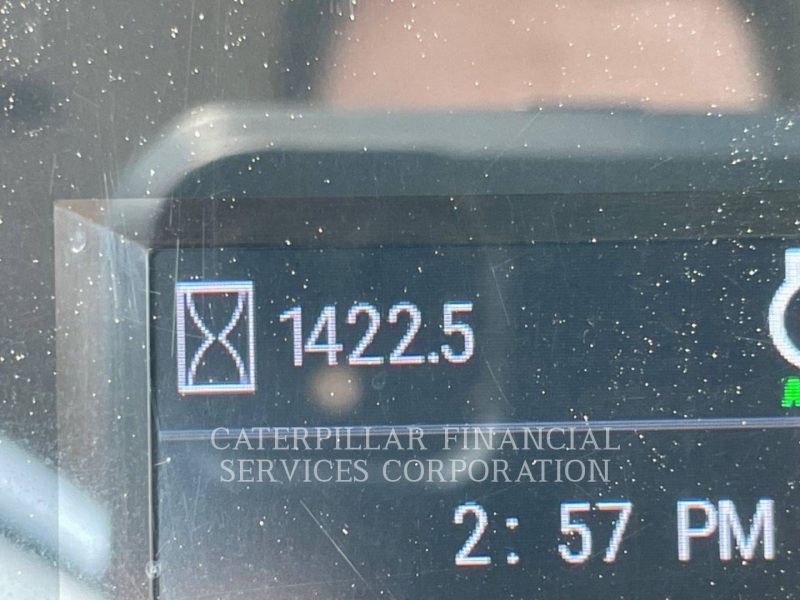 1422.5
CATERPILLAR FINANCIAL
SERVICES CORPORATION
2: 57 PM